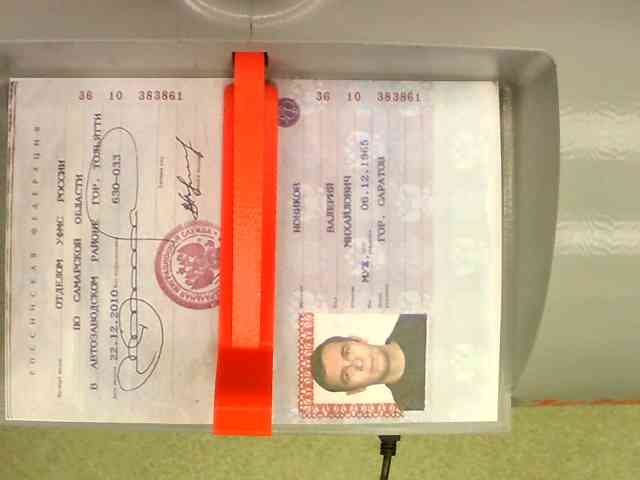 РОССИЙСКАЯ ФЕДЕРАЦИЯ
ОТДЕЛОМ УФМС РОССИИ
ПО САМАРСКОЙ ОБЛАСТИ
В АВТОЗАВОДСКОМ РАЙОНЕ ГОР. ТОЛЬЯТТИ
22.12.2010 630-033
36 10 383861
36 10 383861
НОВИКОВ
ВАЛЕРИЙ
МИХАЙЛОВИЧ
МУЖ. 06.12.1965
ГОР. САРАТОВ